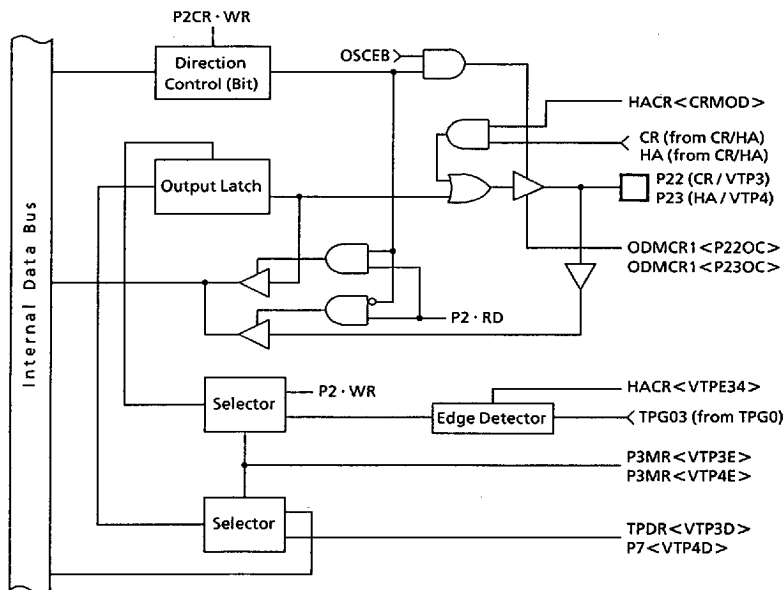 P2CR · WR
Direction
Control (Bit)
OSCEB
HACR<CRMOD>
CR (from CR/HA)
HA (from CR/HA)
Output Latch
P22 (CR / VTP3)
P23 (HA / VTP4)
ODMCR1<P22OC>
ODMCR1<P23OC>
Internal Data Bus
P2 · RD
P2 · WR
Selector
HACR<VTPE34>
Edge Detector
TPG03 (from TPG0)
P3MR<VTP3E>
P3MR<VTP4E>
Selector
TPDR<VTP3D>
P7<VTP4D>